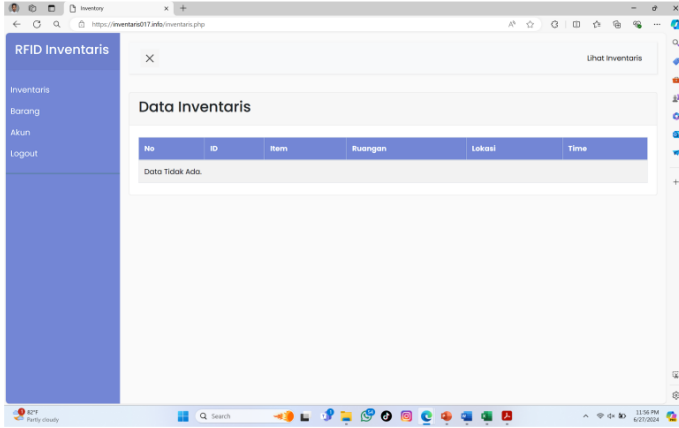 Inventory
https://inventaris017.info/inventaris.php
RFID Inventaris
Lihat Inventaris
Inventaris
Barang
Akun
Logout
Data Inventaris
No ID Item Ruangan Lokasi Time
Data Tidak Ada.
82°F
Partly cloudy
Search
11:56 PM
6/27/2024